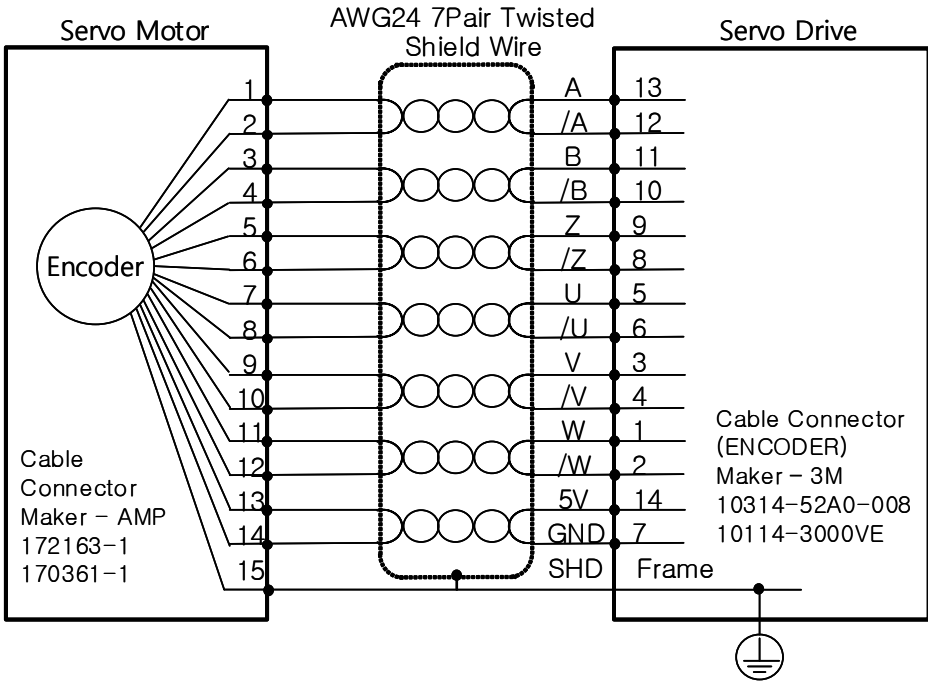 AWG24 7Pair Twisted
Shield Wire
Servo Motor
Servo Drive
1 A 13
2 /A 12
3 B 11
4 /B 10
5 Z 9
6 /Z 8
7 U 5
8 /U 6
9 V 3
10 /V 4
11 W 1
12 /W 2
13 5V 14
14 GND 7
15 SHD Frame
Encoder
Cable
Connector
Maker - AMP
172163-1
170361-1
Cable Connector
(ENCODER)
Maker - 3M
10314-52A0-008
10114-3000VE